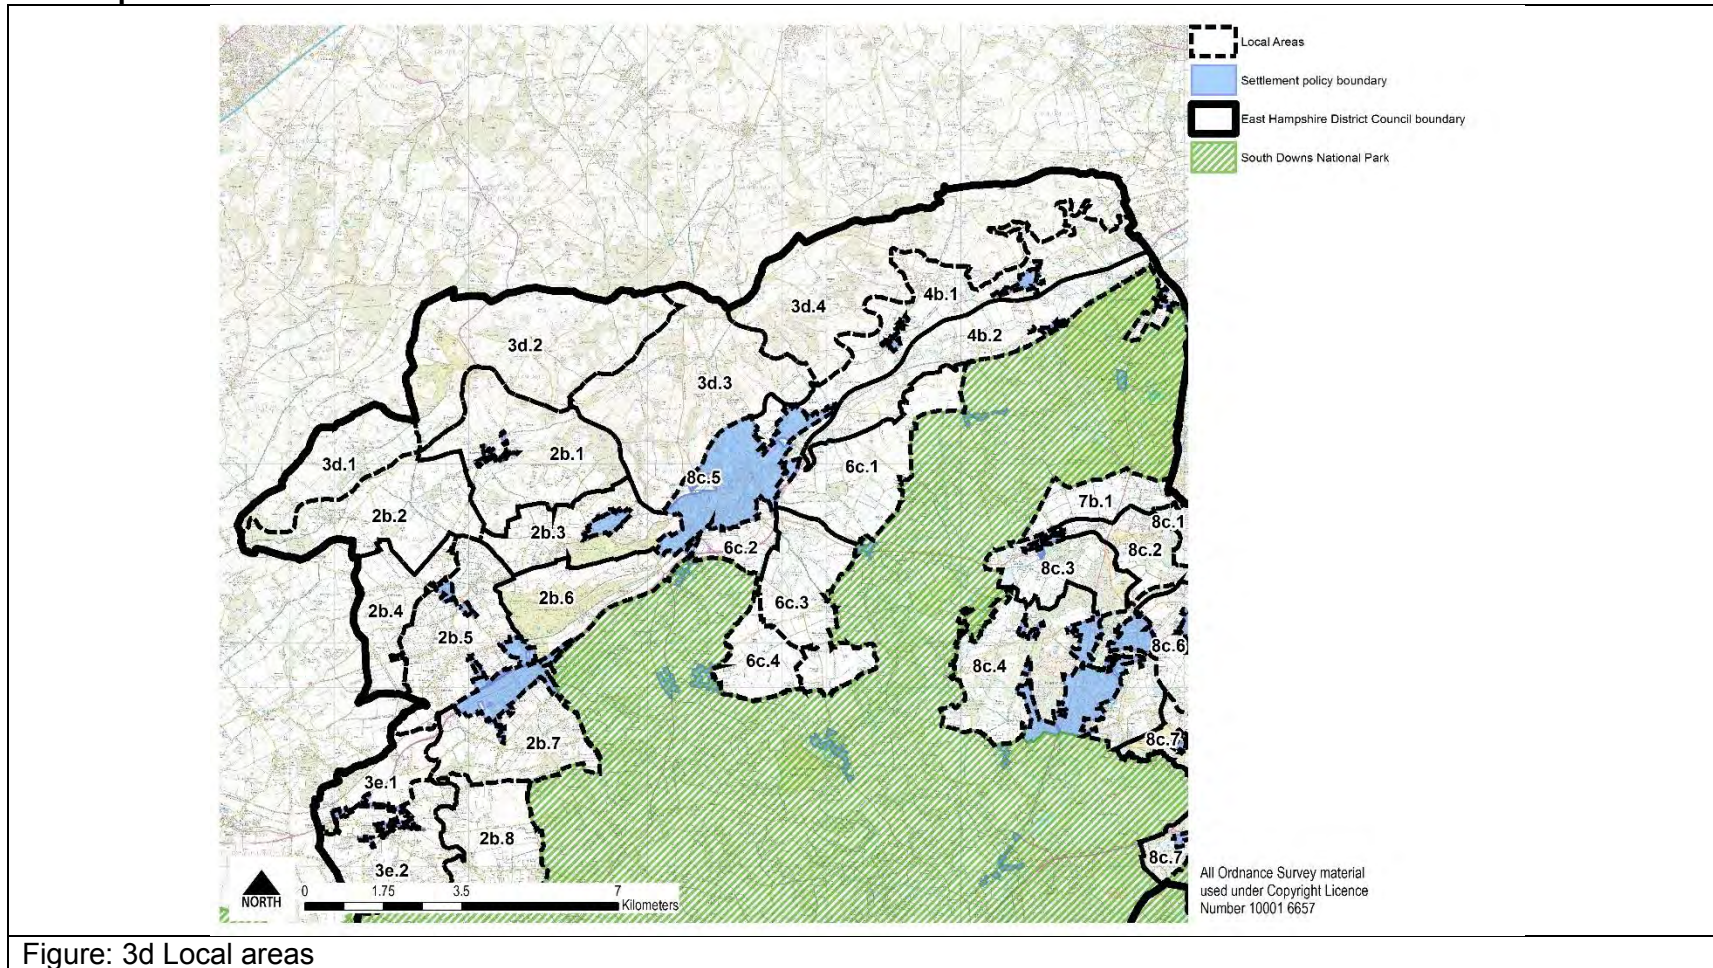 Local Areas
Settlement policy boundary
East Hampshire District Council boundary
South Downs National Park
3d.4
4b.1
4b.2
3d.2
3d.3
3d.1
2b.1
8c.5
6c.1
2b.2
2b.3
7b.1
8c.1
8c.2
6c.2
8c.3
2b.4
2b.6
6c.3
2b.5
8c.6
6c.4
8c.4
2b.7
8c.7
3e.1
2b.8
3e.2
8c.7
NORTH
0 1.75 3.5 7
Kilometers
All Ordnance Survey material
used under Copyright Licence
Number 10001 6657
Figure: 3d Local areas